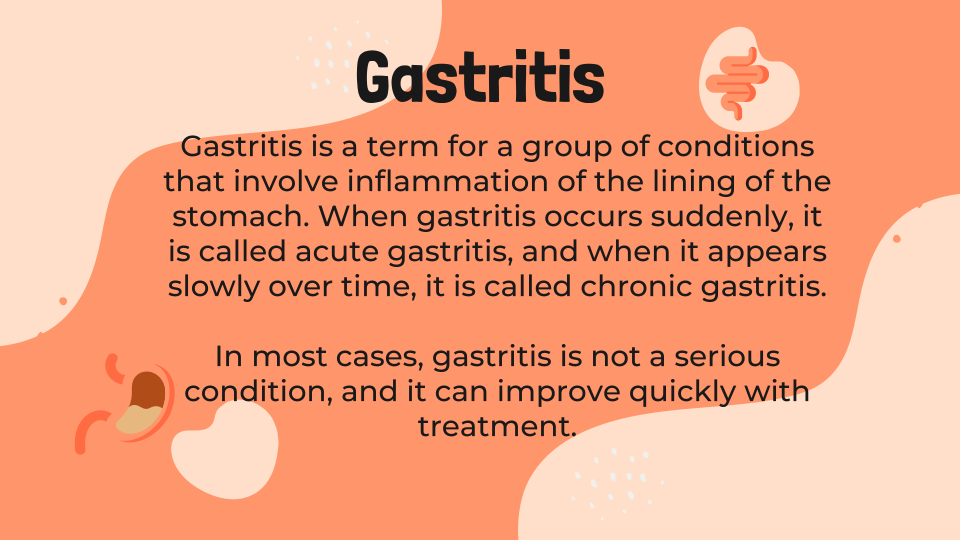 Gastritis
Gastritis is a term for a group of conditions
that involve inflammation of the lining of the
stomach. When gastritis occurs suddenly, it
is called acute gastritis, and when it appears
slowly over time, it is called chronic gastritis.
In most cases, gastritis is not a serious
condition, and it can improve quickly with
treatment.